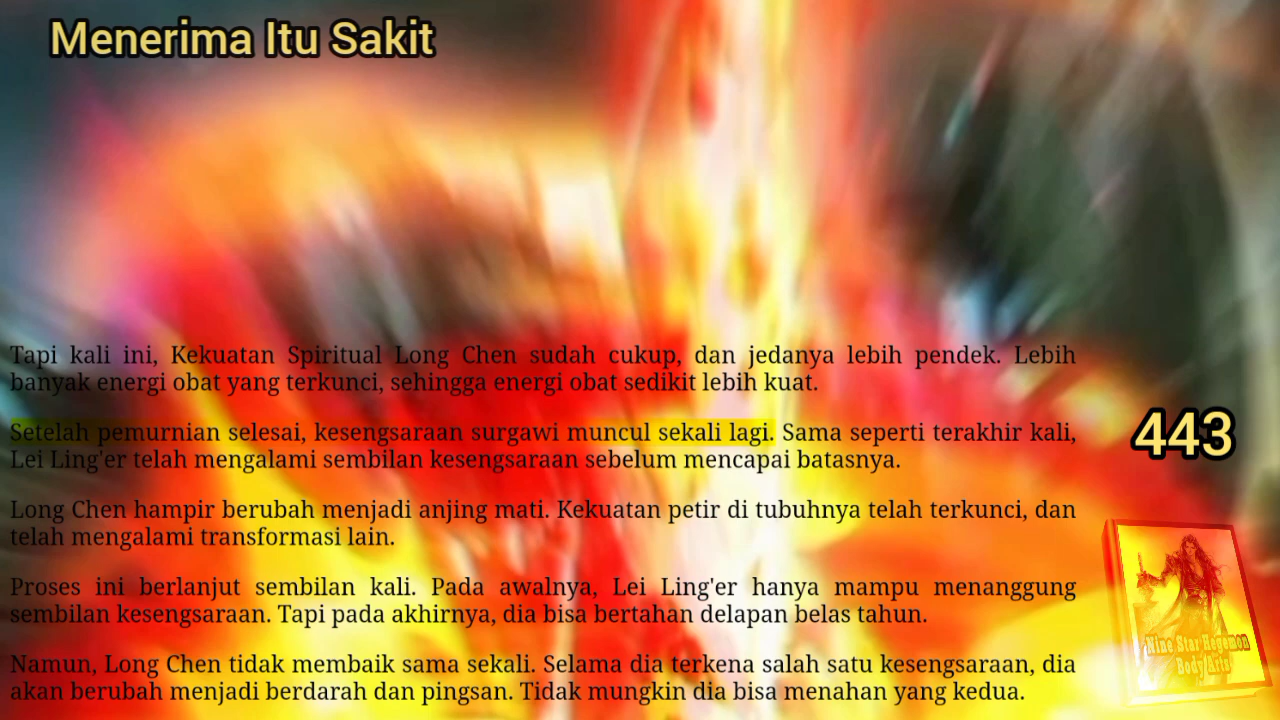 Menerima Itu Sakit
Tapi kali ini, Kekuatan Spiritual Long Chen sudah cukup, dan jedanya lebih pendek. Lebih
banyak energi obat yang terkunci, sehingga energi obat sedikit lebih kuat.
Setelah pemurnian selesai, kesengsaraan surgawi muncul sekali lagi. Sama seperti terakhir kali,
Lei Ling'er telah mengalami sembilan kesengsaraan sebelum mencapai batasnya.
443
Long Chen hampir berubah menjadi anjing mati. Kekuatan petir di tubuhnya telah terkunci, dan
telah mengalami transformasi lain.
Proses ini berlanjut sembilan kali. Pada awalnya, Lei Ling'er hanya mampu menanggung
sembilan kesengsaraan. Tapi pada akhirnya, dia bisa bertahan delapan belas tahun.
Namun, Long Chen tidak membaik sama sekali. Selama dia terkena salah satu kesengsaraan, dia
akan berubah menjadi berdarah dan pingsan. Tidak mungkin dia bisa menahan yang kedua.
Nine Star Hegemon
Body Arts